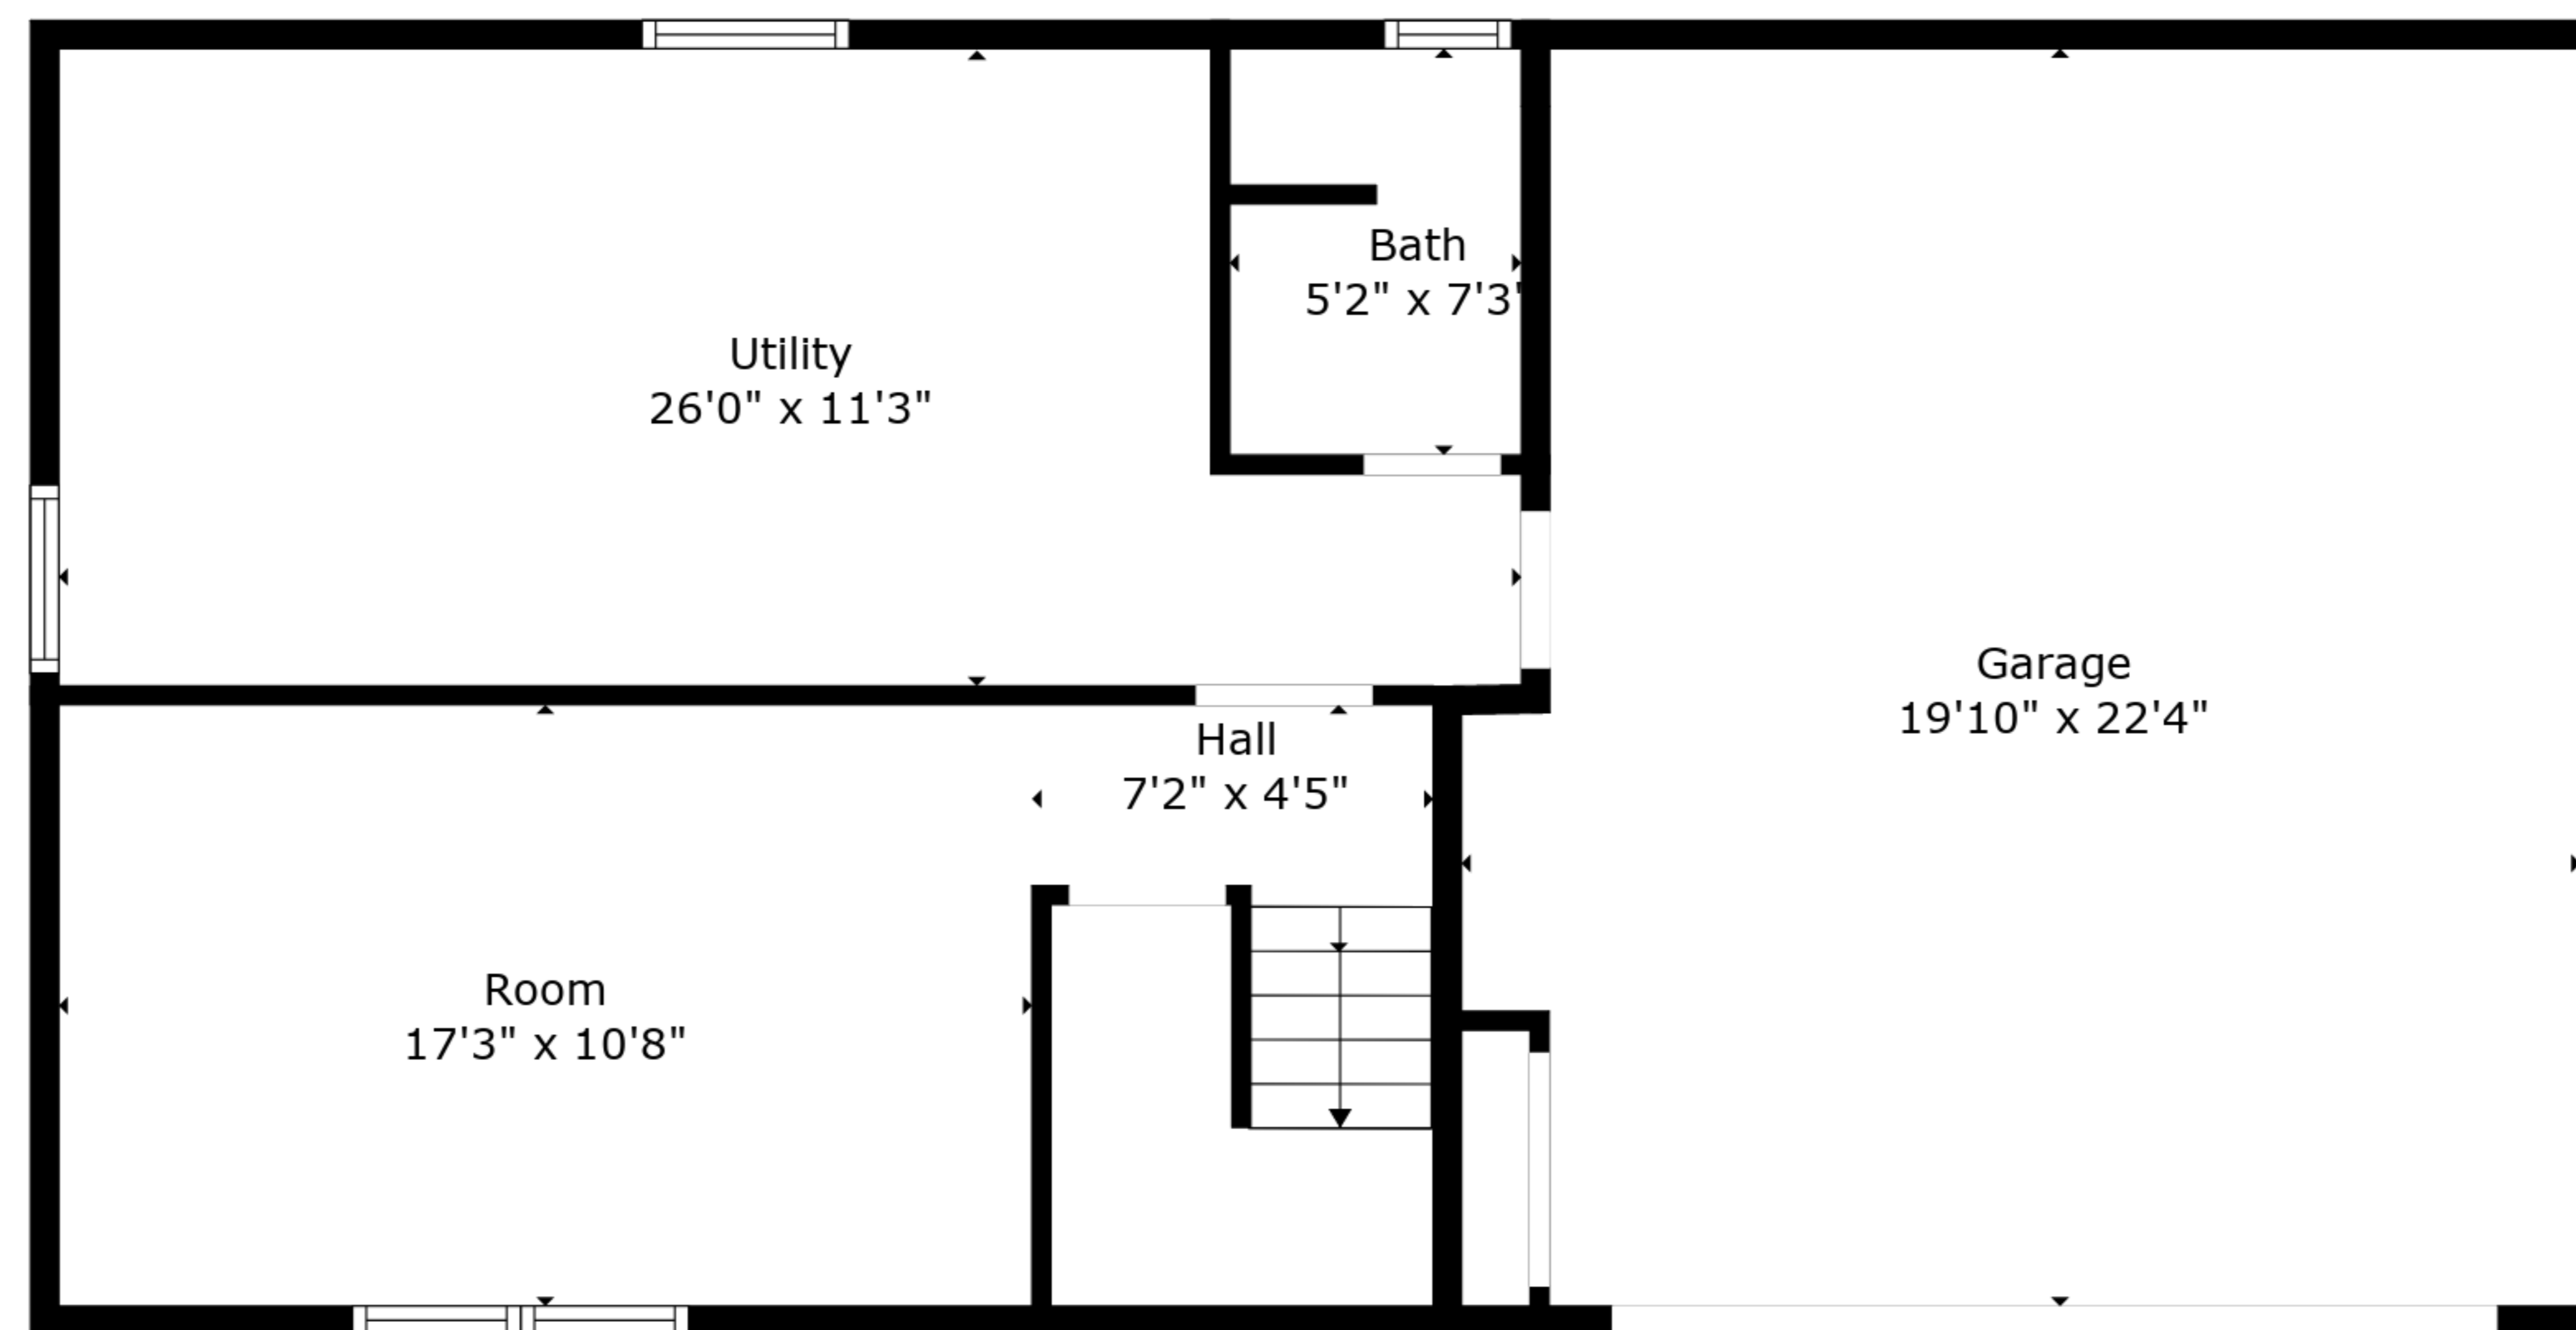 Bath
5'2" x 7'3"
Utility
26'0" x 11'3"
Garage
19'10" x 22'4"
Hall
7'2" x 4'5"
Room
17'3" x 10'8"